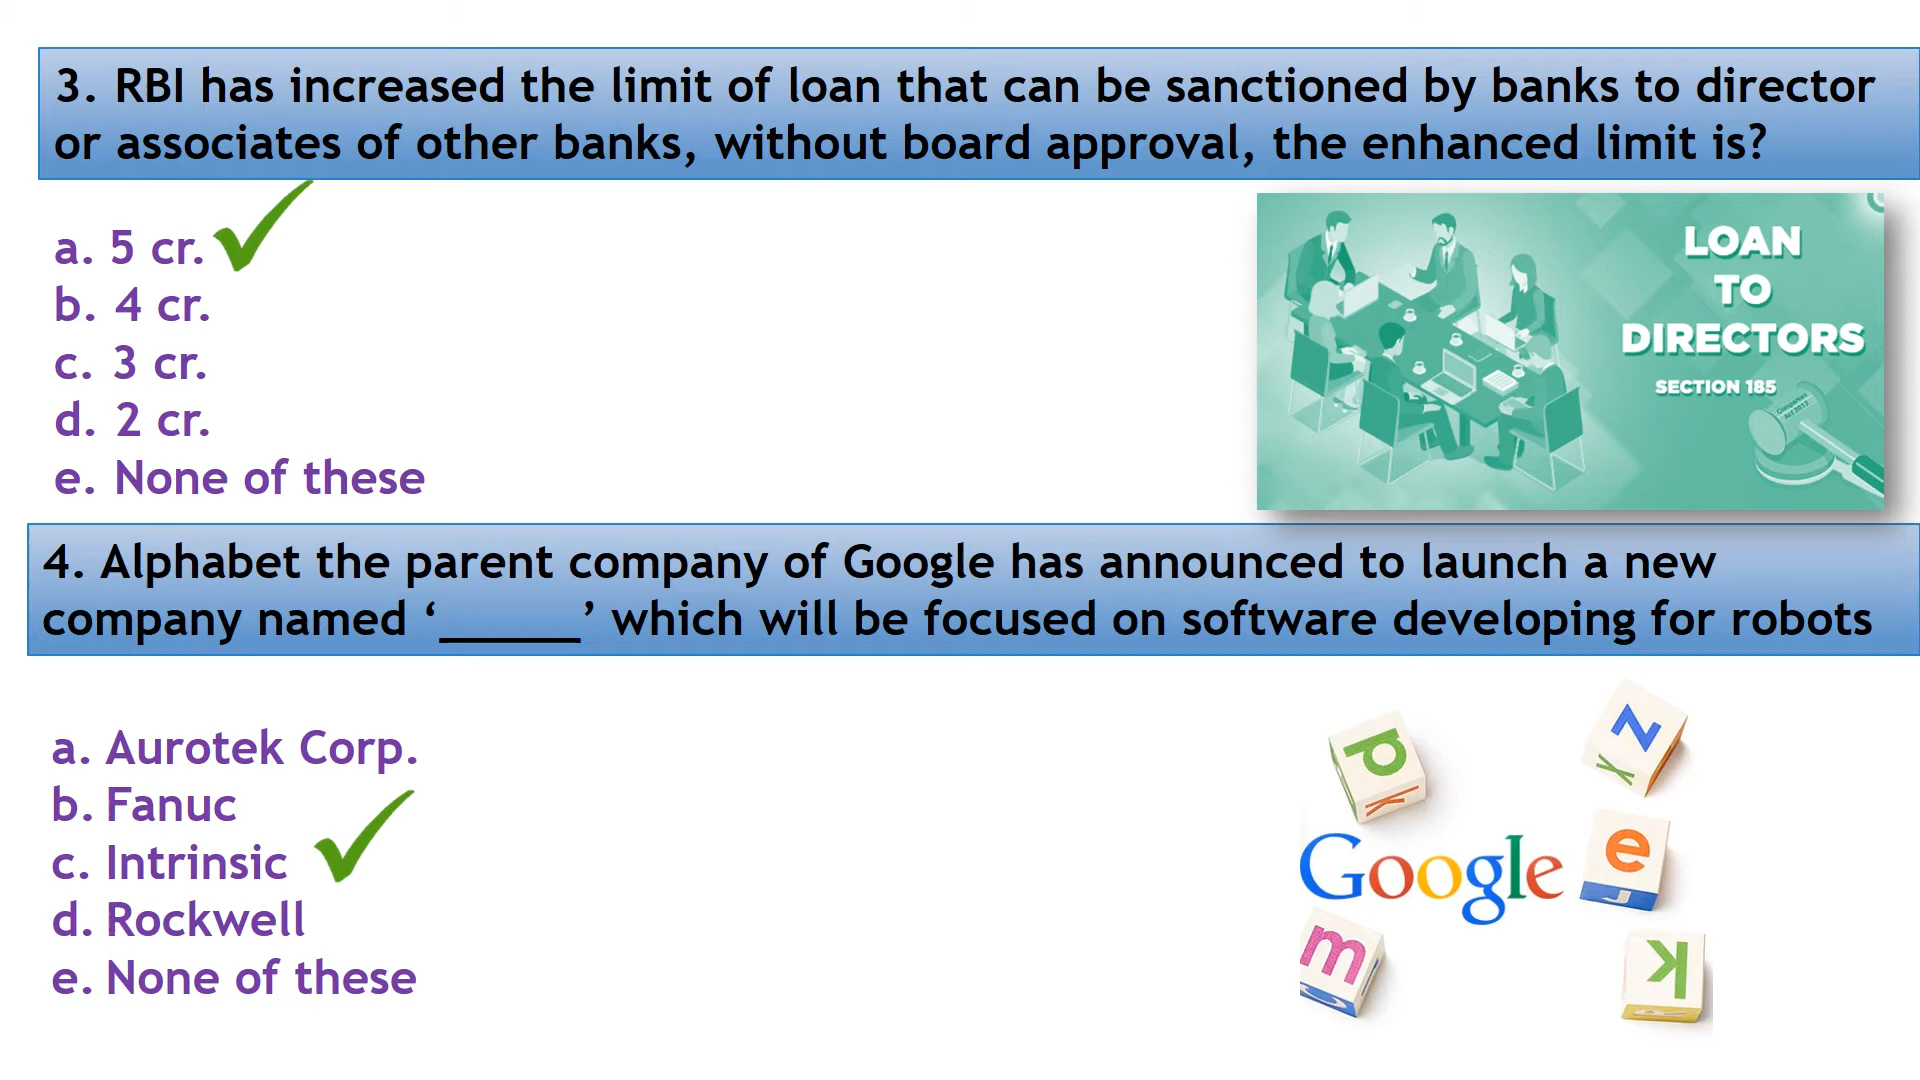 3. RBI has increased the limit of loan that can be sanctioned by banks to director
or associates of other banks, without board approval, the enhanced limit is?
a. 5 cr.
b. 4 cr.
c. 3 cr.
d. 2 cr.
e. None of these
LOAN
TO
DIRECTORS
SECTION 185
Companies
Act 2013
4. Alphabet the parent company of Google has announced to launch a new
company named ‘_____’ which will be focused on software developing for robots
a. Aurotek Corp.
b. Fanuc
c. Intrinsic
d. Rockwell
e. None of these
Google